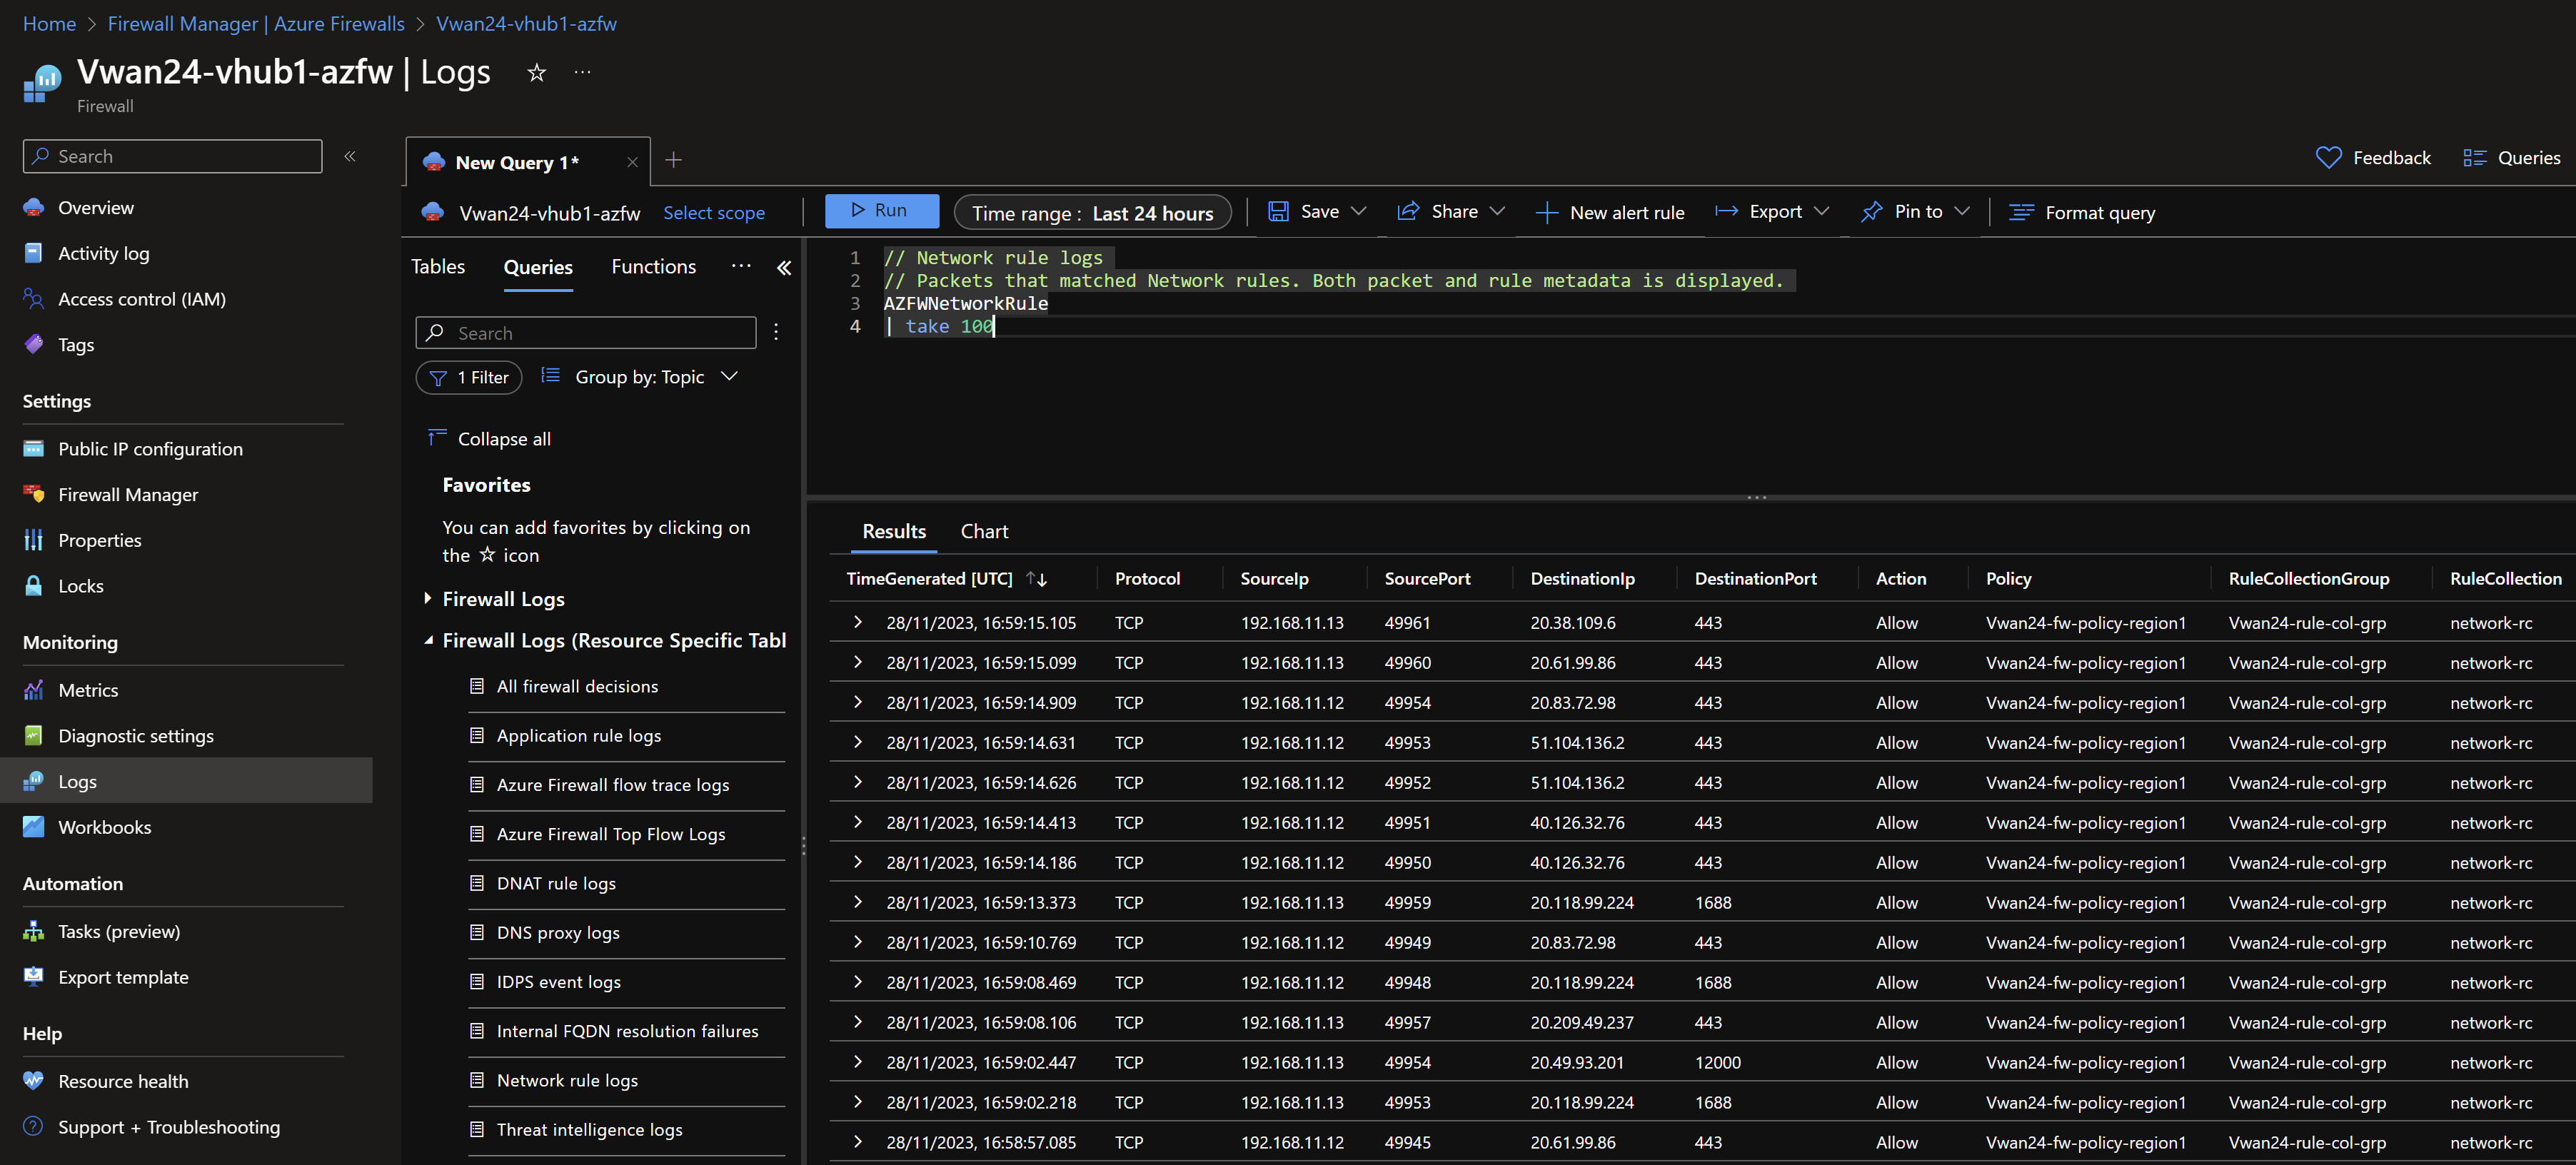 Home > Firewall Manager | Azure Firewalls > Vwan24-vhub1-azfw
Vwan24-vhub1-azfw | Logs
Firewall
Search
Overview
Activity log
Access control (IAM)
Tags
Settings
Public IP configuration
Firewall Manager
Properties
Locks
Monitoring
Metrics
Diagnostic settings
Logs
Workbooks
Automation
Tasks (preview)
Export template
Help
Resource health
Support + Troubleshooting
New Query 1*
Feedback Queries
Vwan24-vhub1-azfw Select scope Run Time range : Last 24 hours Save Share New alert rule Export Pin to Format query
Tables Queries Functions
Search
1 Filter Group by: Topic
Collapse all
Favorites
You can add favorites by clicking on
the ☆ icon
Firewall Logs
Firewall Logs (Resource Specific Tabl
All firewall decisions
Application rule logs
Azure Firewall flow trace logs
Azure Firewall Top Flow Logs
DNAT rule logs
DNS proxy logs
IDPS event logs
Internal FQDN resolution failures
Network rule logs
Threat intelligence logs
1 // Network rule logs
2 // Packets that matched Network rules. Both packet and rule metadata is displayed.
3 AZFWNetworkRule
4 | take 100
Results Chart
TimeGenerated [UTC] Protocol SourceIp SourcePort DestinationIp DestinationPort Action Policy RuleCollectionGroup RuleCollection
28/11/2023, 16:59:15.105 TCP 192.168.11.13 49961 20.38.109.6 443 Allow Vwan24-fw-policy-region1 Vwan24-rule-col-grp network-rc
28/11/2023, 16:59:15.099 TCP 192.168.11.13 49960 20.61.99.86 443 Allow Vwan24-fw-policy-region1 Vwan24-rule-col-grp network-rc
28/11/2023, 16:59:14.909 TCP 192.168.11.12 49954 20.83.72.98 443 Allow Vwan24-fw-policy-region1 Vwan24-rule-col-grp network-rc
28/11/2023, 16:59:14.631 TCP 192.168.11.12 49953 51.104.136.2 443 Allow Vwan24-fw-policy-region1 Vwan24-rule-col-grp network-rc
28/11/2023, 16:59:14.626 TCP 192.168.11.12 49952 51.104.136.2 443 Allow Vwan24-fw-policy-region1 Vwan24-rule-col-grp network-rc
28/11/2023, 16:59:14.413 TCP 192.168.11.12 49951 40.126.32.76 443 Allow Vwan24-fw-policy-region1 Vwan24-rule-col-grp network-rc
28/11/2023, 16:59:14.186 TCP 192.168.11.12 49950 40.126.32.76 443 Allow Vwan24-fw-policy-region1 Vwan24-rule-col-grp network-rc
28/11/2023, 16:59:13.373 TCP 192.168.11.13 49959 20.118.99.224 1688 Allow Vwan24-fw-policy-region1 Vwan24-rule-col-grp network-rc
28/11/2023, 16:59:10.769 TCP 192.168.11.12 49949 20.83.72.98 443 Allow Vwan24-fw-policy-region1 Vwan24-rule-col-grp network-rc
28/11/2023, 16:59:08.469 TCP 192.168.11.12 49948 20.118.99.224 1688 Allow Vwan24-fw-policy-region1 Vwan24-rule-col-grp network-rc
28/11/2023, 16:59:08.106 TCP 192.168.11.13 49957 20.209.49.237 443 Allow Vwan24-fw-policy-region1 Vwan24-rule-col-grp network-rc
28/11/2023, 16:59:02.447 TCP 192.168.11.13 49954 20.49.93.201 12000 Allow Vwan24-fw-policy-region1 Vwan24-rule-col-grp network-rc
28/11/2023, 16:59:02.218 TCP 192.168.11.13 49953 20.118.99.224 1688 Allow Vwan24-fw-policy-region1 Vwan24-rule-col-grp network-rc
28/11/2023, 16:58:57.085 TCP 192.168.11.12 49945 20.61.99.86 443 Allow Vwan24-fw-policy-region1 Vwan24-rule-col-grp network-rc